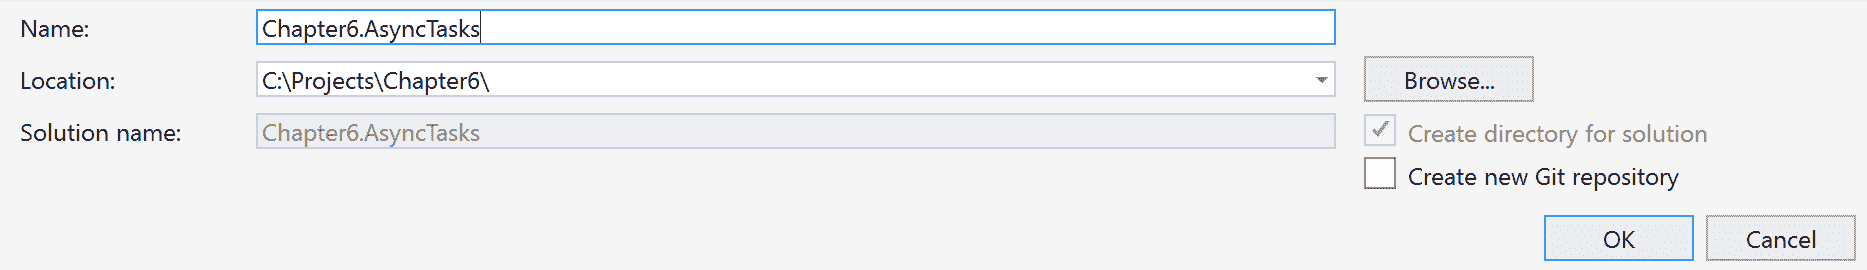 Name: Chapter6.AsyncTasks
Location: C:\Projects\Chapter6\ Browse...
Solution name: Chapter6.AsyncTasks Create directory for solution
Create new Git repository
OK Cancel